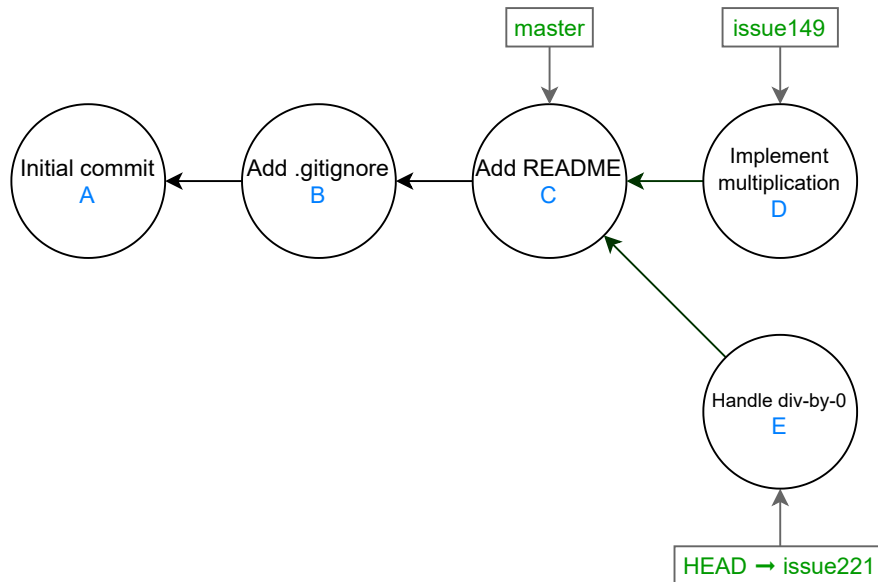 master
issue149
Initial commit
A
Add .gitignore
B
Add README
C
Implement
multiplication
D
Handle div-by-0
E
HEAD ➞ issue221